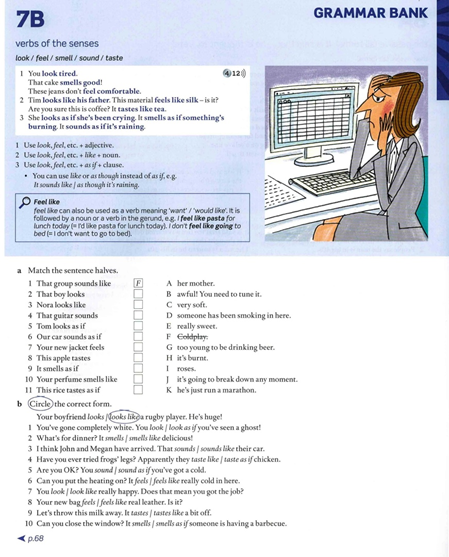 7B
GRAMMAR BANK
verbs of the senses
look / feel / smell / sound / taste
4 12
1 You look tired.
That cake smells good!
These jeans don't feel comfortable.
2 Tim looks like his father. This material feels like silk – is it?
Are you sure this is coffee? It tastes like tea.
3 She looks as if she's been crying. It smells as if something's
burning. It sounds as if it's raining.
1 Use look, feel, etc. + adjective.
2 Use look, feel, etc. + like + noun.
3 Use look, feel, etc. + as if + clause.
• You can use like or as though instead of as if, e.g.
It sounds like / as though it's raining.
Feel like
feel like can also be used as a verb meaning 'want' / 'would like'. It is
followed by a noun or a verb in the gerund, e.g. I feel like pasta for
lunch today (= I'd like pasta for lunch today). I don't feel like going to
bed (= I don't want to go to bed).
a Match the sentence halves.
1 That group sounds like F
2 That boy looks
3 Nora looks like
4 That guitar sounds
5 Tom looks as if
6 Our car sounds as if
7 Your new jacket feels
8 This apple tastes
9 It smells as if
10 Your perfume smells like
11 This rice tastes as if
A her mother.
B awful! You need to tune it.
C very soft.
D someone has been smoking in here.
E really sweet.
F Coldplay.
G too young to be drinking beer.
H it's burnt.
I roses.
J it's going to break down any moment.
K he's just run a marathon.
b Circle the correct form.
Your boyfriend looks / looks like a rugby player. He's huge!
1 You've gone completely white. You look / look as if you've seen a ghost!
2 What's for dinner? It smells / smells like delicious!
3 I think John and Megan have arrived. That sounds / sounds like their car.
4 Have you ever tried frogs' legs? Apparently they taste like / taste as if chicken.
5 Are you OK? You sound / sound as if you've got a cold.
6 Can you put the heating on? It feels / feels like really cold in here.
7 You look / look like really happy. Does that mean you got the job?
8 Your new bag feels / feels like real leather. Is it?
9 Let's throw this milk away. It tastes / tastes like a bit off.
10 Can you close the window? It smells / smells as if someone is having a barbecue.
p.68